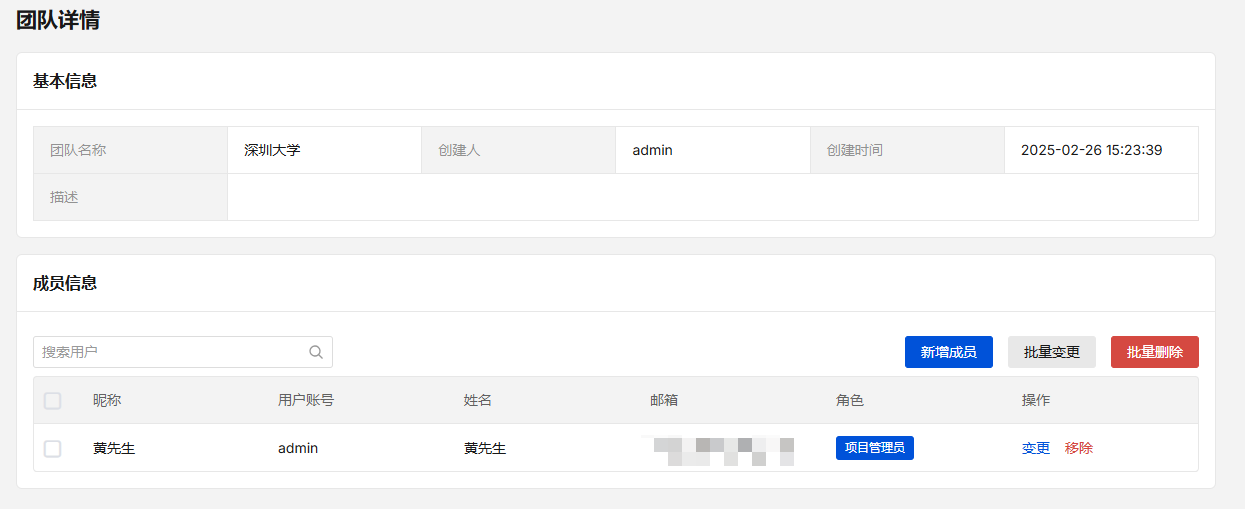 团队详情
基本信息
团队名称 深圳大学 创建人 admin 创建时间 2025-02-26 15:23:39
描述
成员信息
搜索用户 新增成员 批量变更 批量删除
昵称 用户账号 姓名 邮箱 角色 操作
黄先生 admin 黄先生 项目管理员 变更 移除